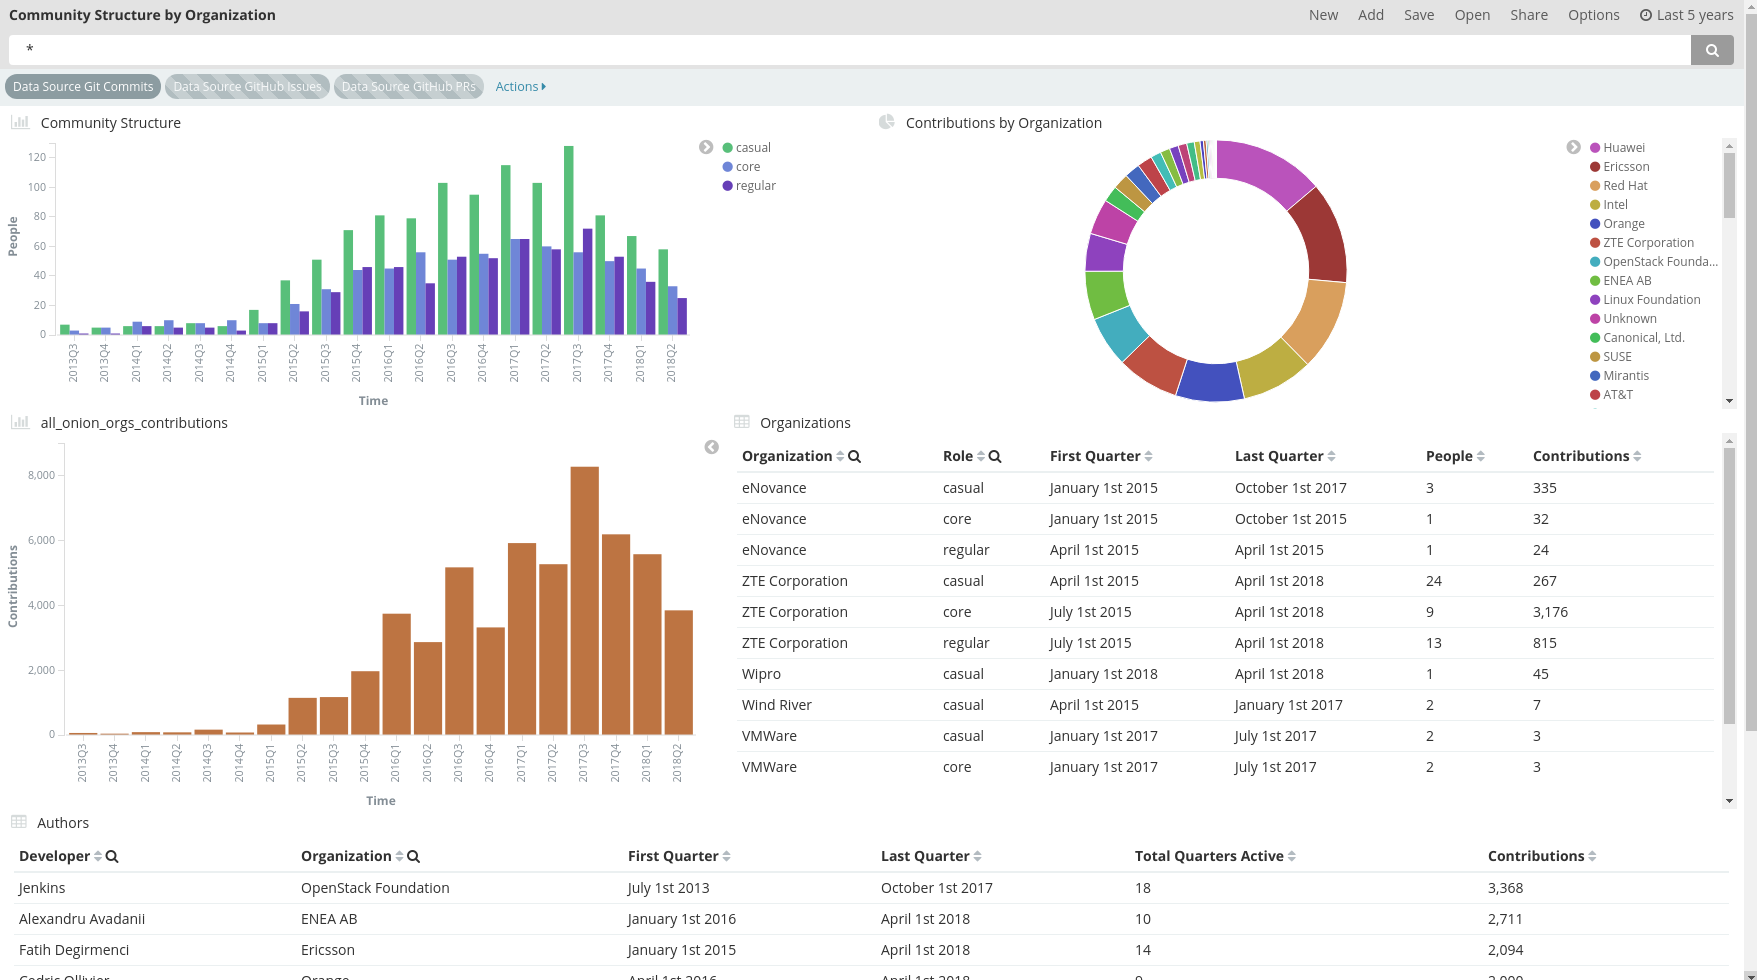 Community Structure by Organization
New Add Save Open Share Options Last 5 years
*
Data Source Git Commits Data Source GitHub Issues Data Source GitHub PRs Actions
Community Structure
People
120
100
80
60
40
20
0
2013Q3 2013Q4 2014Q1 2014Q2 2014Q3 2014Q4 2015Q1 2015Q2 2015Q3 2015Q4 2016Q1 2016Q2 2016Q3 2016Q4 2017Q1 2017Q2 2017Q3 2017Q4 2018Q1 2018Q2
Time
casual
core
regular
Contributions by Organization
Huawei
Ericsson
Red Hat
Intel
Orange
ZTE Corporation
OpenStack Founda...
ENEA AB
Linux Foundation
Unknown
Canonical, Ltd.
SUSE
Mirantis
AT&T
all_onion_orgs_contributions
Contributions
8,000
6,000
4,000
2,000
0
2013Q3 2013Q4 2014Q1 2014Q2 2014Q3 2014Q4 2015Q1 2015Q2 2015Q3 2015Q4 2016Q1 2016Q2 2016Q3 2016Q4 2017Q1 2017Q2 2017Q3 2017Q4 2018Q1 2018Q2
Time
Organizations
Organization Role First Quarter Last Quarter People Contributions
eNovance casual January 1st 2015 October 1st 2017 3 335
eNovance core January 1st 2015 October 1st 2015 1 32
eNovance regular April 1st 2015 April 1st 2015 1 24
ZTE Corporation casual April 1st 2015 April 1st 2018 24 267
ZTE Corporation core July 1st 2015 April 1st 2018 9 3,176
ZTE Corporation regular July 1st 2015 April 1st 2018 13 815
Wipro casual January 1st 2018 April 1st 2018 1 45
Wind River casual April 1st 2015 January 1st 2017 2 7
VMWare casual January 1st 2017 July 1st 2017 2 3
VMWare core January 1st 2017 July 1st 2017 2 3
Authors
Developer Organization First Quarter Last Quarter Total Quarters Active Contributions
Jenkins OpenStack Foundation July 1st 2013 October 1st 2017 18 3,368
Alexandru Avadanii ENEA AB January 1st 2016 April 1st 2018 10 2,711
Fatih Degirmenci Ericsson January 1st 2015 April 1st 2018 14 2,094